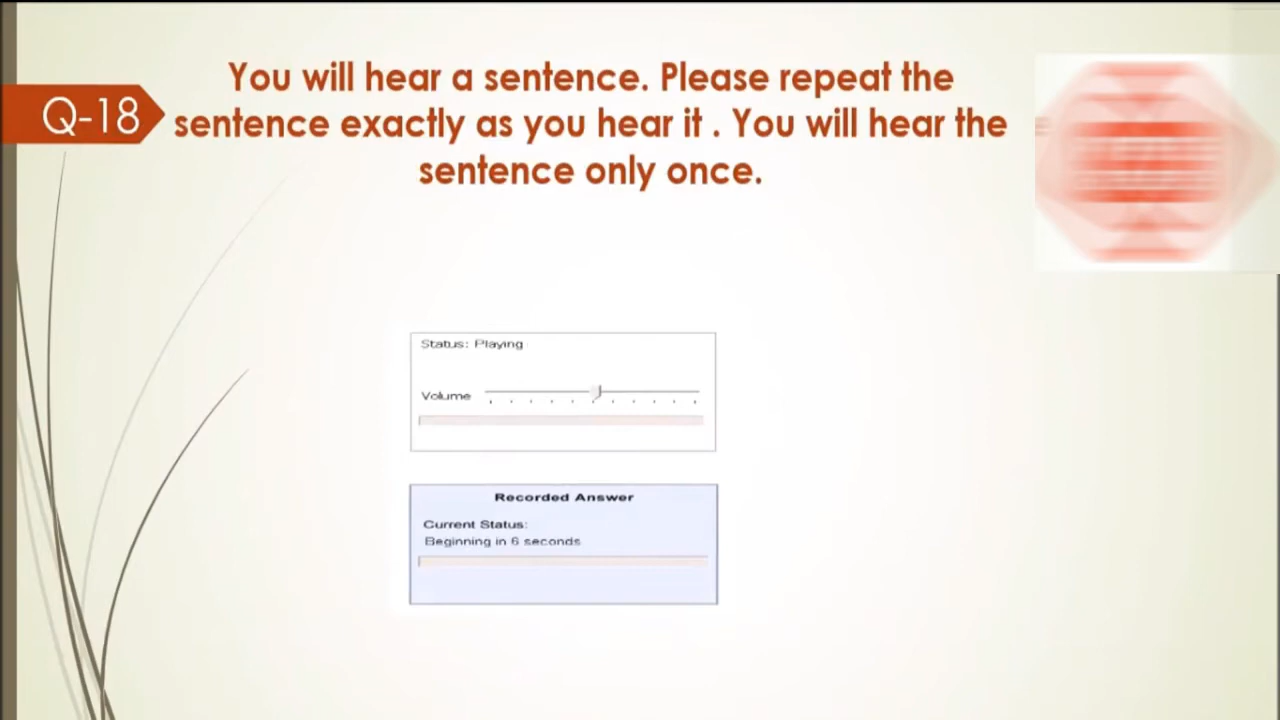 You will hear a sentence. Please repeat the
Q-18
sentence exactly as you hear it . You will hear the
sentence only once.
Status: Playing
Volume
Recorded Answer
Current Status:
Beginning in 6 seconds